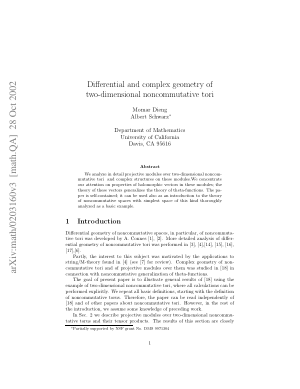 arXiv:math/0203160v3 [math.QA] 28 Oct 2002
Differential and complex geometry of
two-dimensional noncommutative tori
Momar Dieng
Albert Schwarz*
Department of Mathematics
University of California
Davis, CA 95616
Abstract
We analyze in detail projective modules over two-dimensional noncommutative
tori and complex structures on these modules.We concentrate
our attention on properties of holomorphic vectors in these modules; the
theory of these vectors generalizes the theory of theta-functions. The paper
is self-contained; it can be used also as an introduction to the theory
of noncommutative spaces with simplest space of this kind thoroughly
analyzed as a basic example.
1 Introduction
Differential geometry of noncommutative spaces; in particular, of noncommutative
tori was developed by A. Connes [1], [2]. More detailed analysis of differential
geometry of noncommutative tori was performed in [3], [4],[14], [15], [16],
[17],[6].
Partly, the interest to this subject was motivated by the applications to
string/M-theory found in [4] (see [7] for review). Complex geometry of noncommutative
tori and of projective modules over them was studied in [18] in
connection with noncommutative generalization of theta-functions.
The goal of present paper is to illustrate general results of [18] using the
example of two-dimensional noncommutative tori, where all calculations can be
performed explicitly. We repeat all basic definitions, starting with the definition
of noncommutative torus. Therefore, the paper can be read independently of
[18] and of other papers about noncommutative tori. However, in the rest of
the introduction, we assume some knowledge of preceding work.
In Sec. 2 we describe projective modules over two-dimensional noncommutative
torus and their tensor products. The results of this section are closely
*Partially supported by NSF grant No. DMS 9971381
1